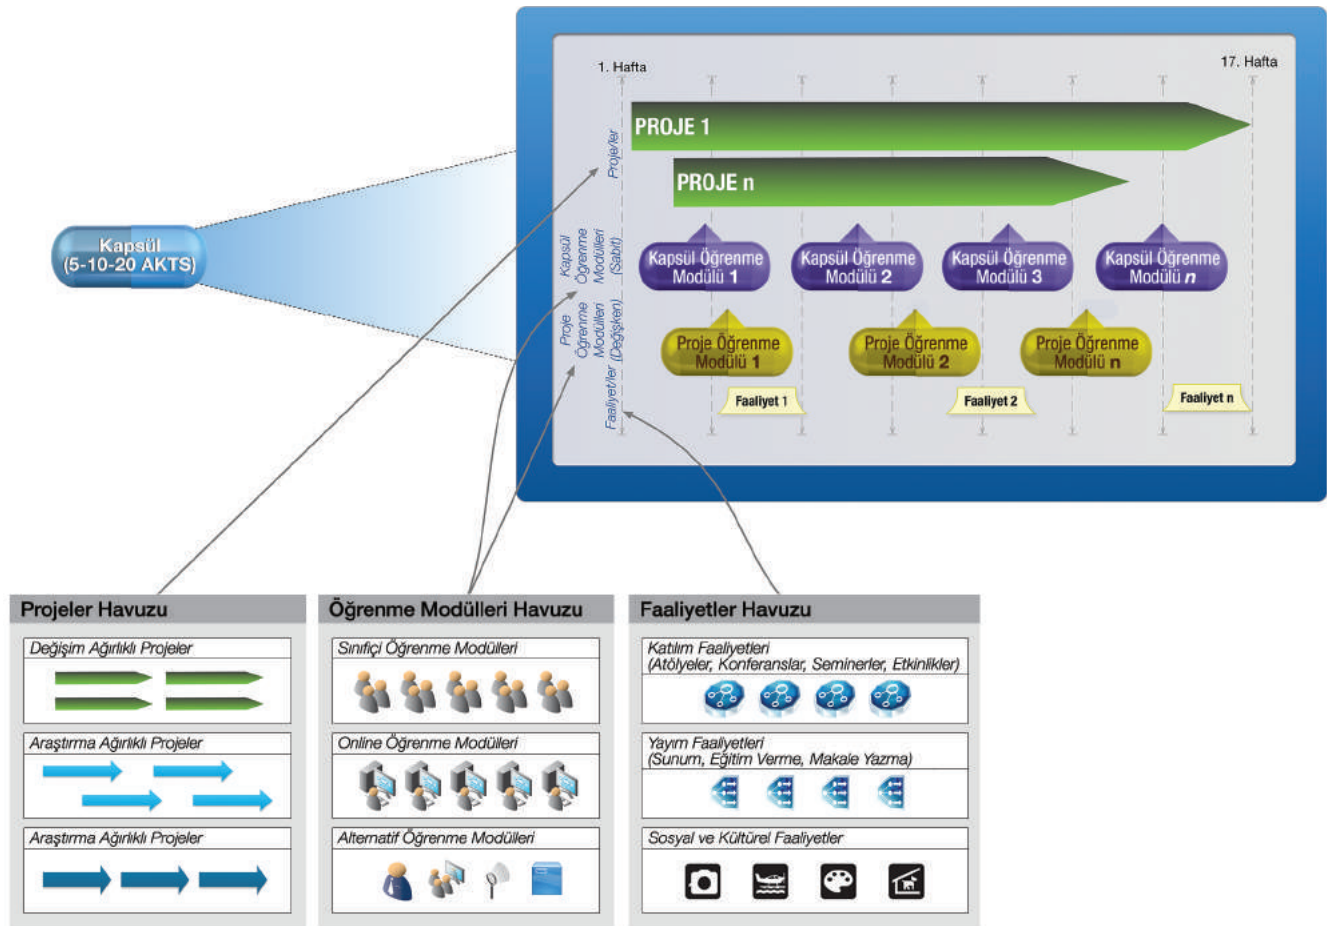 1. Hafta
17. Hafta
Proje/ler
PROJE 1
PROJE n
Kapsül
(5-10-20 AKTS)
Kapsül
Öğrenme
Modülleri
(Sabit)
Kapsül Öğrenme
Modülü 1
Kapsül Öğrenme
Modülü 2
Kapsül Öğrenme
Modülü 3
Kapsül Öğrenme
Modülü n
Proje
Öğrenme
Modülleri
(Değişken)
Proje Öğrenme
Modülü 1
Proje Öğrenme
Modülü 2
Proje Öğrenme
Modülü n
Faaliyet/ler
Faaliyet 1
Faaliyet 2
Faaliyet n
Projeler Havuzu
Değişim Ağırlıklı Projeler
Araştırma Ağırlıklı Projeler
Araştırma Ağırlıklı Projeler
Öğrenme Modülleri Havuzu
Sınıfiçi Öğrenme Modülleri
Online Öğrenme Modülleri
Alternatif Öğrenme Modülleri
Faaliyetler Havuzu
Katılım Faaliyetleri
(Atölyeler, Konferanslar, Seminerler, Etkinlikler)
Yayım Faaliyetleri
(Sunum, Eğitim Verme, Makale Yazma)
Sosyal ve Kültürel Faaliyetler